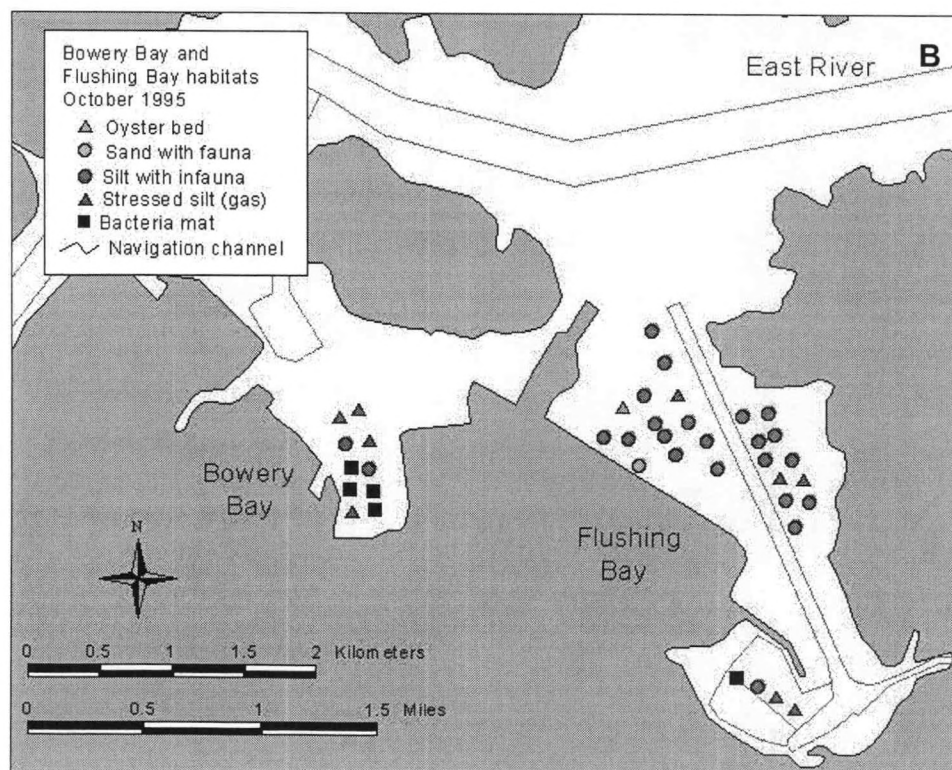 Bowery Bay and
Flushing Bay habitats
October 1995
Oyster bed
Sand with fauna
Silt with infauna
Stressed silt (gas)
Bacteria mat
Navigation channel
East River
B
Bowery
Bay
Flushing
Bay
N
0 0.5 1 1.5 2 Kilometers
0 0.5 1 1.5 Miles